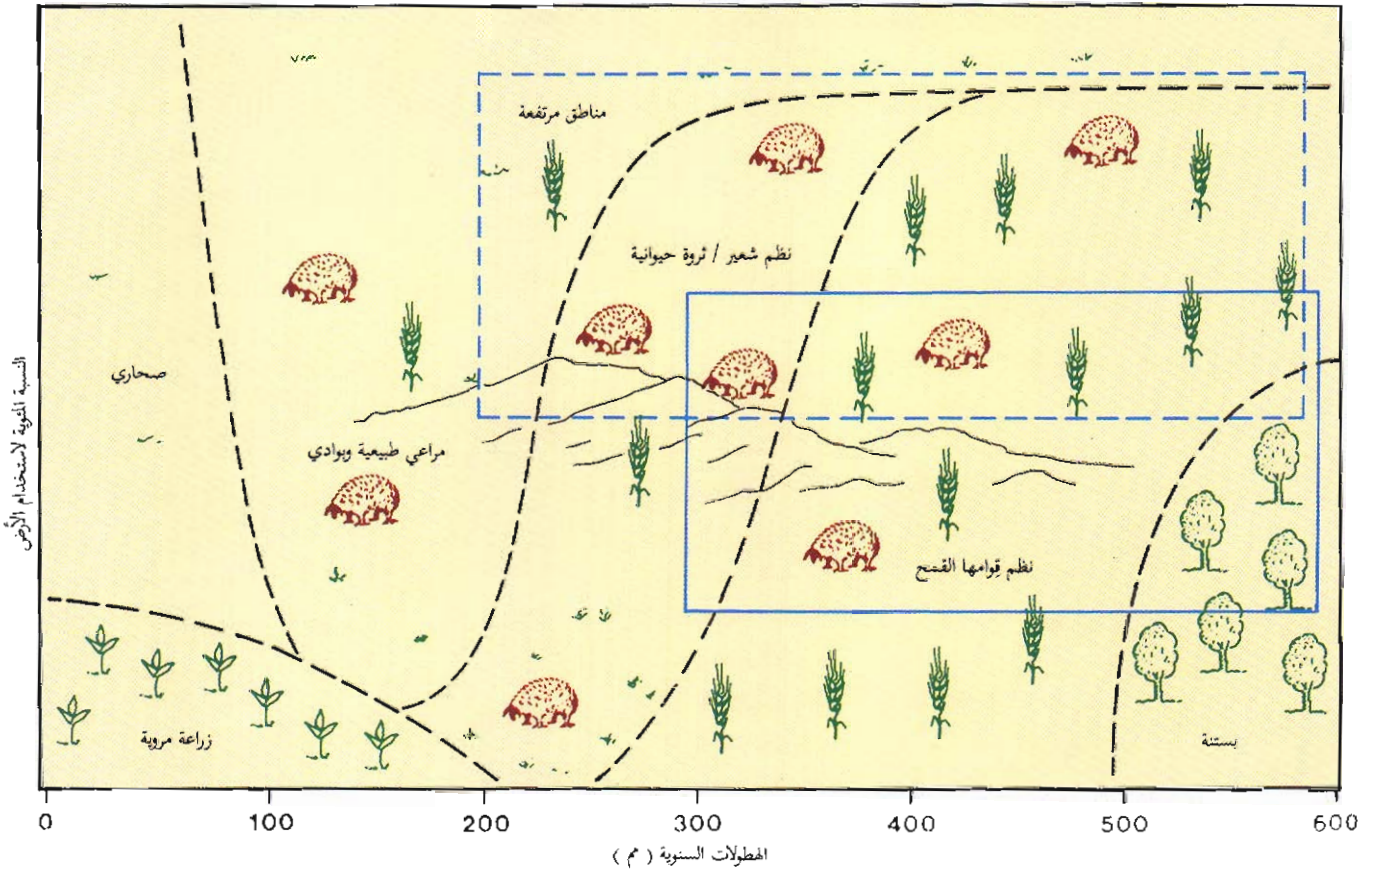 مناطق مرتفعة
نظم شعير / ثروة حيوانية
صحاري
مراعي طبيعية وبوادي
نظم قِوامها القمح
زراعة مروية
بستنة
النسبة المئوية لاستخدام الأرض
0 100 200 300 400 500 600
الهطولات السنوية ( مم )